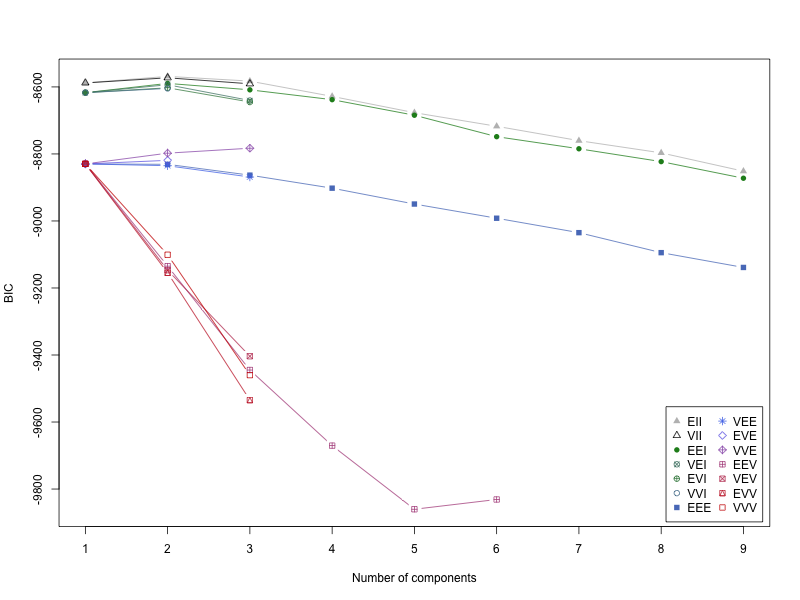 -8600
-8800
-9000
-9200
-9400
-9600
-9800
BIC
1 2 3 4 5 6 7 8 9
Number of components
EII VEE
VII EVE
EEI VVE
VEI EEV
EVI VEV
VVI EVV
EEE VVV